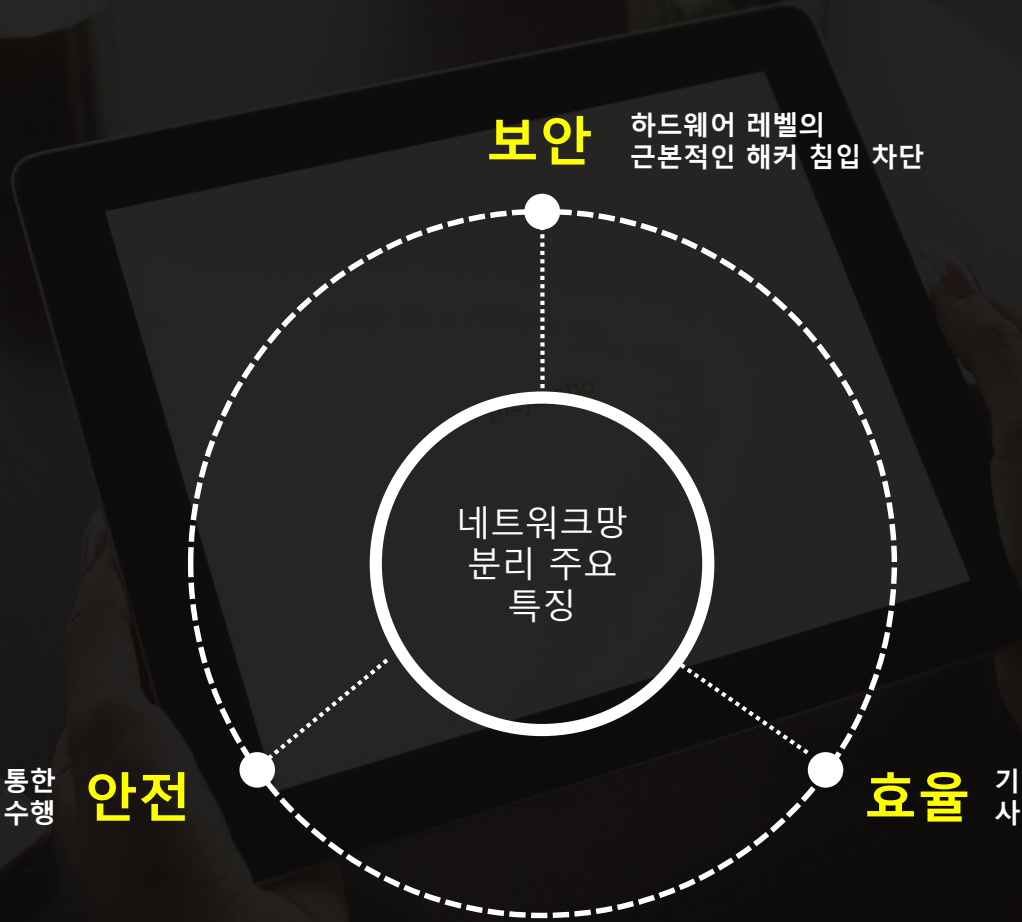 보안
하드웨어 레벨의
근본적인 해커 침입 차단
네트워크망
분리 주요
특징
통한
수행
안전
효율
기
사